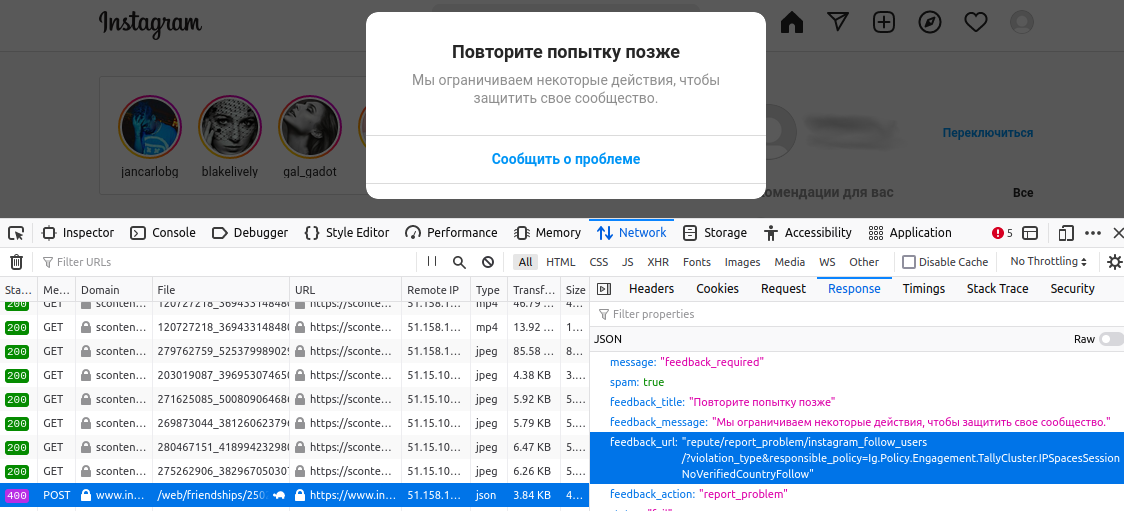 Instagram
Повторите попытку позже
Мы ограничиваем некоторые действия, чтобы
защитить свое сообщество.
Сообщить о проблеме
jancarlobg blakelively gal_gadot
Переключиться
омендации для вас Все
Inspector Console Debugger Style Editor Performance Memory Network Storage Accessibility Application 5
Filter URLs All HTML CSS JS XHR Fonts Images Media WS Other Disable Cache No Throttling
Sta... Me... Domain File URL Remote IP Type Transf... Size
Headers Cookies Request Response Timings Stack Trace Security
Filter properties
JSON Raw
200 GET sconten... 120727218_36943314848( https://sconte... 51.158.1... mp4 46.79 ... 4...
200 GET sconten... 120727218_36943314848( https://sconte... 51.158.1... mp4 13.92 ... 1...
200 GET sconten... 279762759_52537998902! https://sconte... 51.158.1... jpeg 85.58 ... 8...
200 GET sconten... 203019087_39695307465( https://sconte... 51.15.10... jpeg 4.38 KB 3....
200 GET sconten... 271625085_50080906468( https://sconte... 51.15.10... jpeg 5.92 KB 5....
200 GET sconten... 269873044_38126062379( https://sconte... 51.15.10... jpeg 5.79 KB 5....
200 GET sconten... 280467151_41899423298( https://sconte... 51.15.10... jpeg 6.47 KB 5....
200 GET sconten... 275262906_38296705030 https://sconte... 51.15.10... jpeg 6.26 KB 5....
400 POST www.in... /web/friendships/250 https://www.in... 51.158.1... json 3.84 KB 4...
message: "feedback_required"
spam: true
feedback_title: "Повторите попытку позже"
feedback_message: "Мы ограничиваем некоторые действия, чтобы защитить свое сообщество."
feedback_url: "repute/report_problem/instagram_follow_users
/?violation_type&responsible_policy=Ig.Policy.Engagement.TallyCluster.IPSpacesSession
NoVerifiedCountryFollow"
feedback_action: "report_problem"